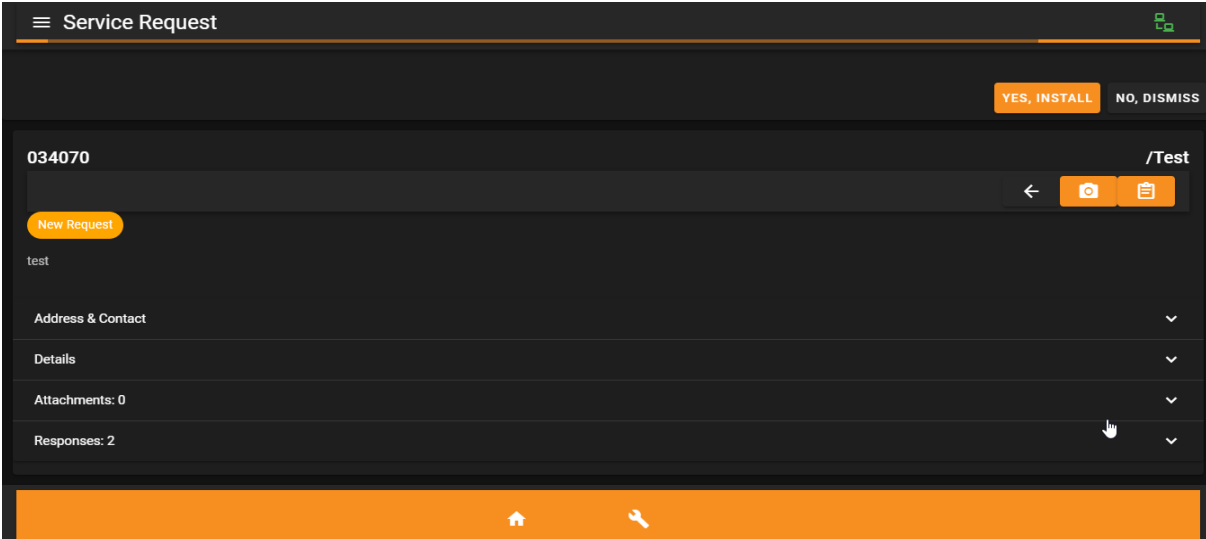 Service Request
YES, INSTALL NO, DISMISS
034070 /Test
New Request
test
Address & Contact
Details
Attachments: 0
Responses: 2